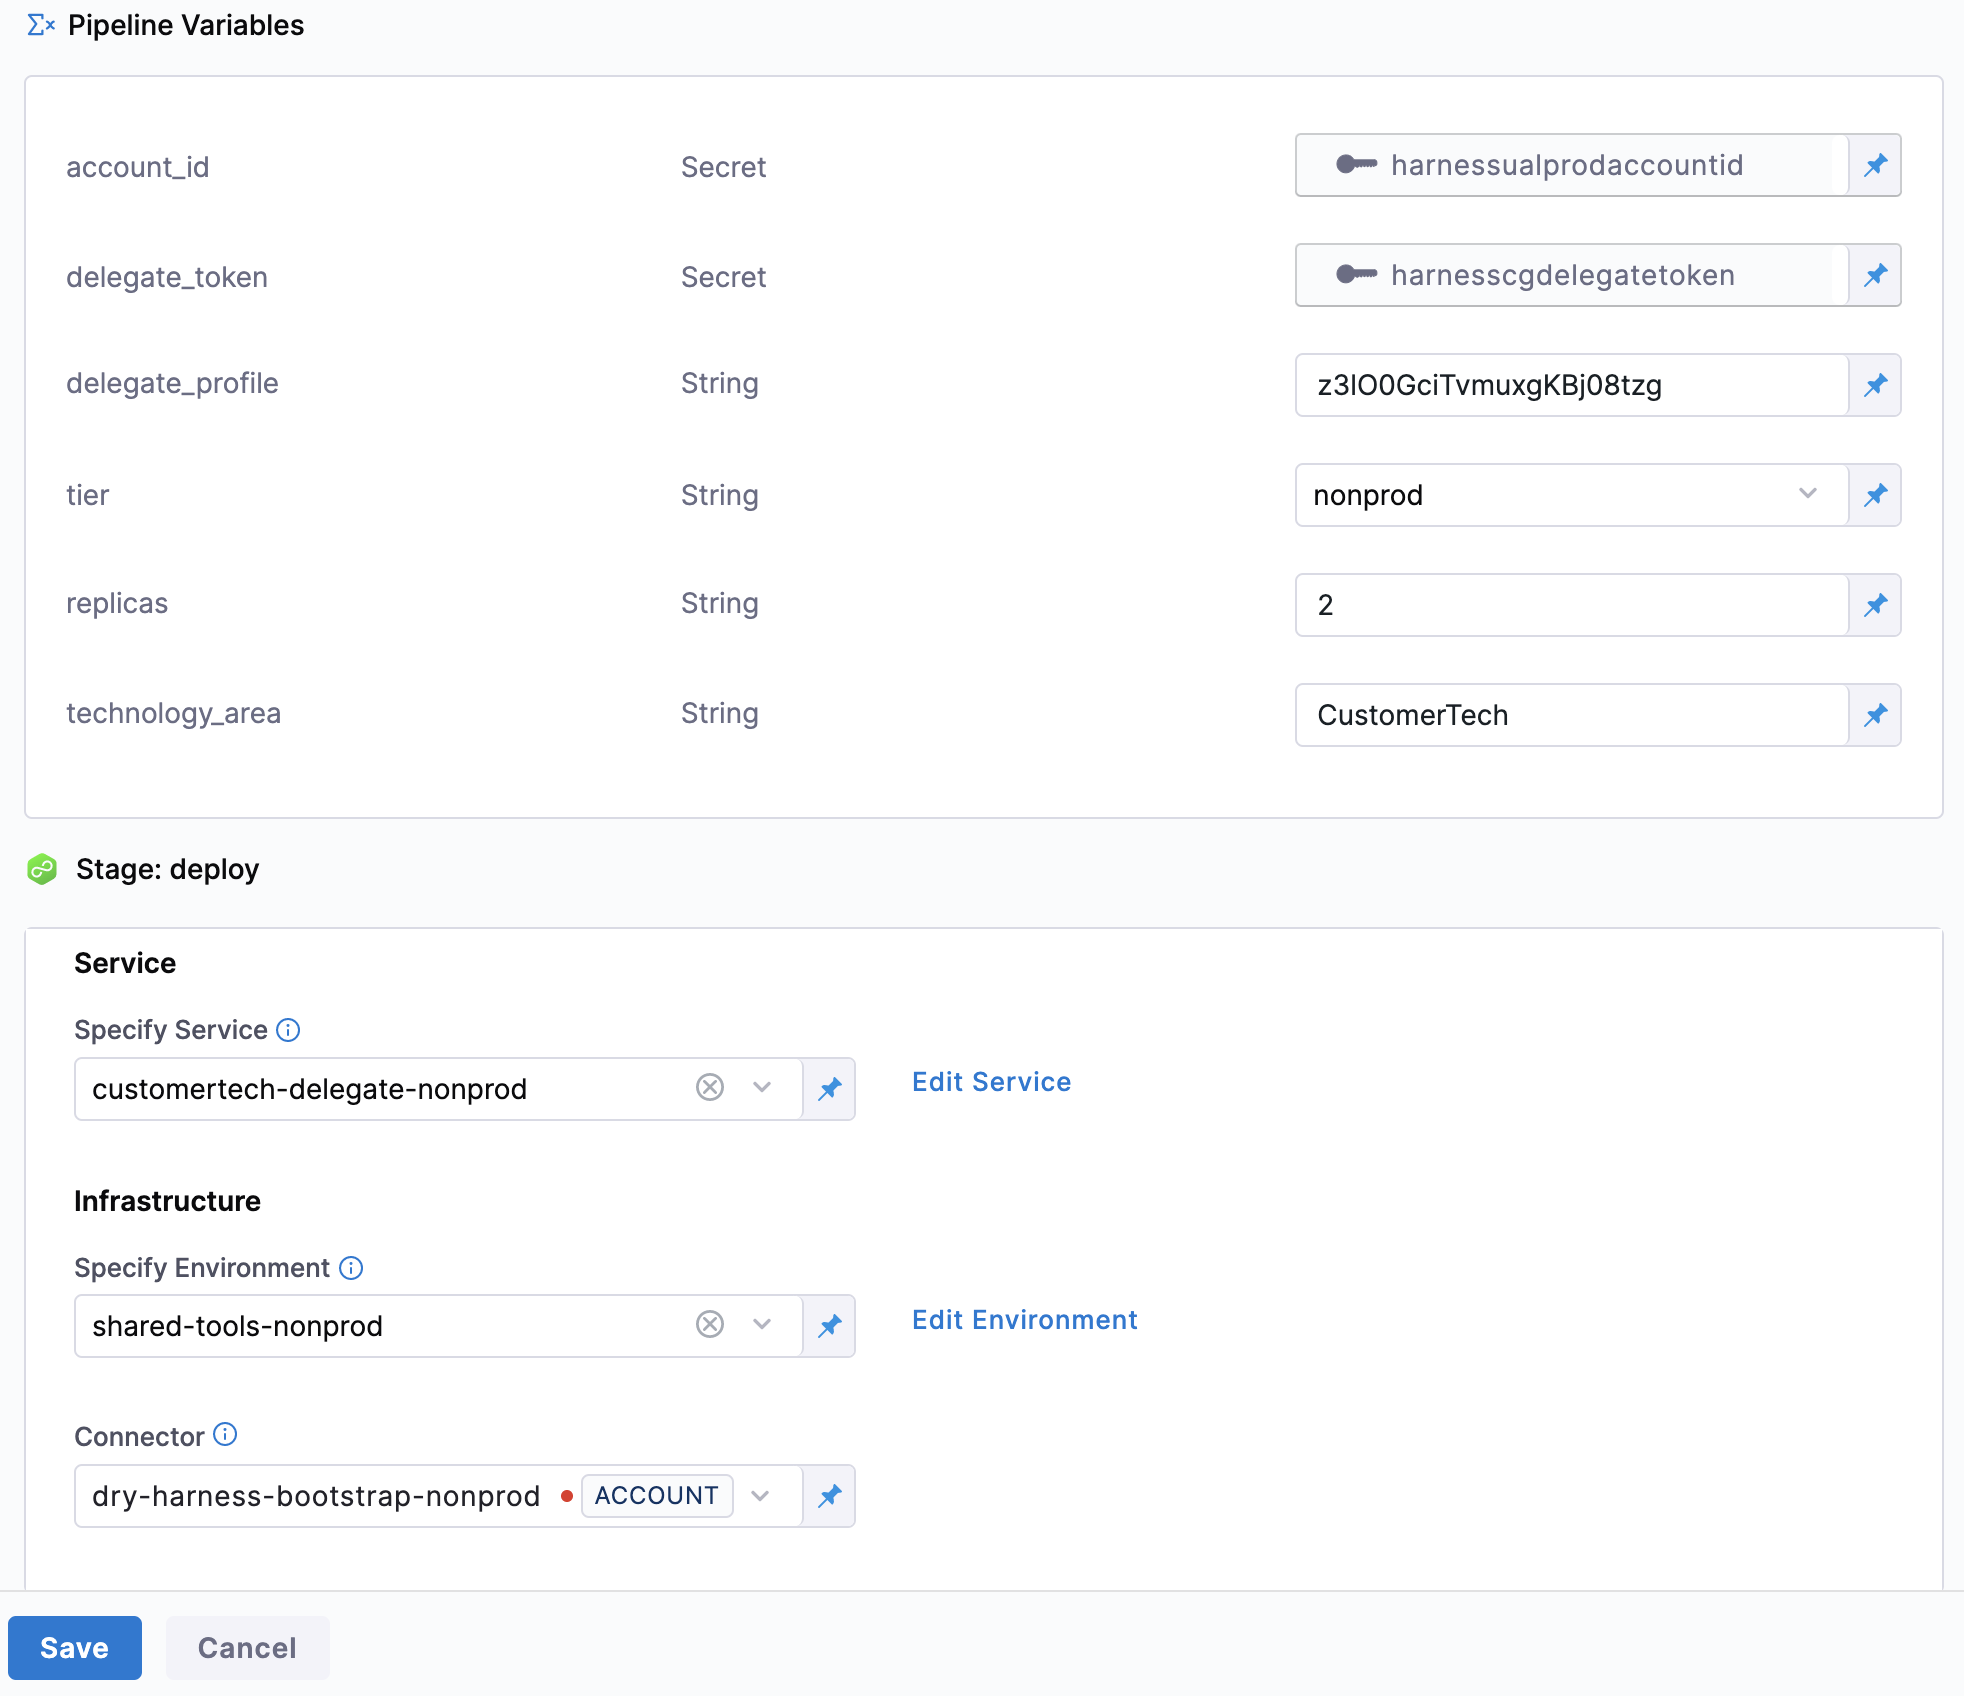 Pipeline Variables
account_id Secret harnessualprodaccountid
delegate_token Secret harnesscgdelegatetoken
delegate_profile String z3lO0GciTvmuxgKBj08tzg
tier String nonprod
replicas String 2
technology_area String CustomerTech
Stage: deploy
Service
Specify Service
customertech-delegate-nonprod Edit Service
Infrastructure
Specify Environment
shared-tools-nonprod Edit Environment
Connector
dry-harness-bootstrap-nonprod ACCOUNT
Save Cancel